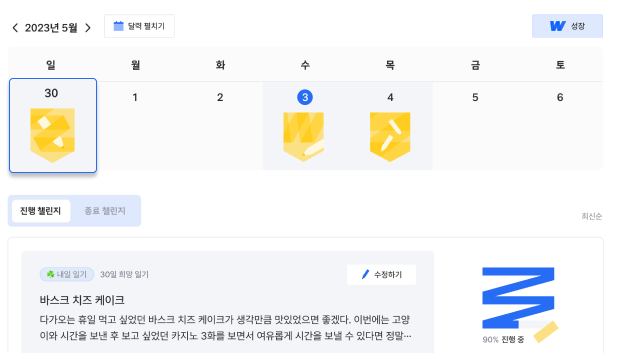 2023년 5월
달력 펼치기
성장
일 월 화 수 목 금 토
30 1 2 3 4 5 6
진행 챌린지
종료 챌린지
최신순
내일 일기
30일 희망 일기
수정하기
바스크 치즈 케이크
다가오는 휴일 먹고 싶었던 바스크 치즈 케이크가 생각만큼 맛있었으면 좋겠다. 이번에는 고양
이와 시간을 보낸 후 보고 싶었던 카지노 3화를 보면서 여유롭게 시간을 보낼 수 있다면 정말…
90% 진행 중